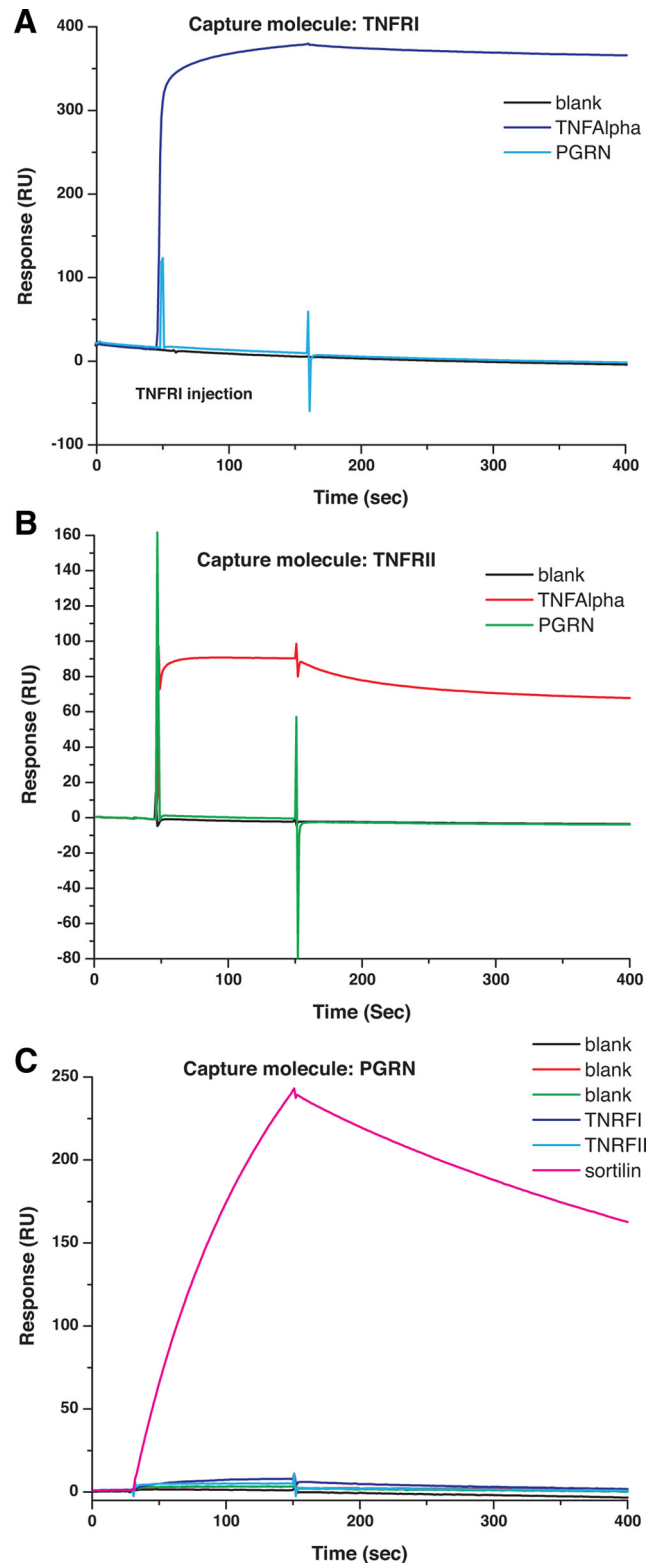 A
Capture molecule: TNFRI
400
300
200
100
0
-100
Response (RU)
blank
TNFAlpha
PGRN
TNFRI injection
0
100
200
300
400
Time (sec)
B
Capture molecule: TNFRII
160
140
120
100
80
60
40
20
0
-20
-40
-60
-80
Response (RU)
blank
TNFAlpha
PGRN
0
100
200
300
400
Time (Sec)
C
Capture molecule: PGRN
250
200
150
100
50
0
Response (RU)
blank
blank
blank
TNRFI
TNRFII
sortilin
0
100
200
300
400
Time (sec)